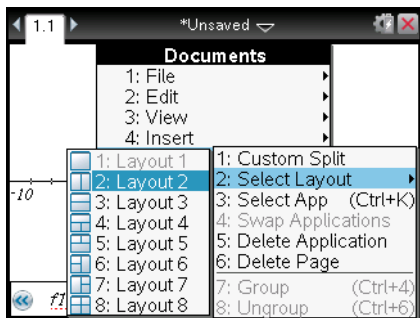 1.1
*Unsaved
Documents
1: File
2: Edit
3: View
4: Insert
1: Layout 1
2: Layout 2
3: Layout 3
4: Layout 4
5: Layout 5
6: Layout 6
7: Layout 7
8: Layout 8
1: Custom Split
2: Select Layout
3: Select App (Ctrl+K)
4: Swap Applications
5: Delete Application
6: Delete Page
7: Group (Ctrl+4)
8: Ungroup (Ctrl+6)
-10
f1